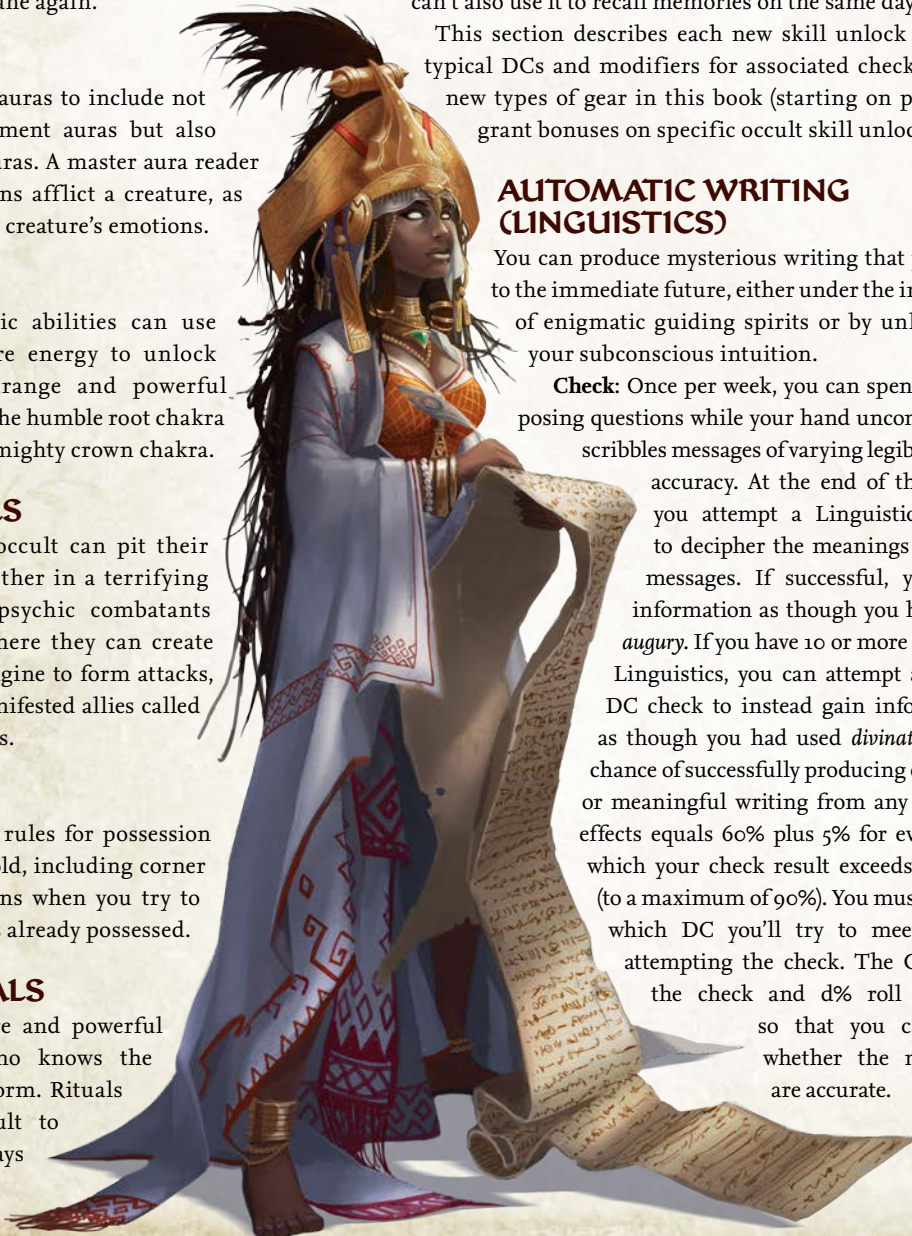 ane again.
auras to include not
ment auras but also
uras. A master aura reader
ns afflict a creature, as
creature's emotions.
ic abilities can use
re energy to unlock
trange and powerful
he humble root chakra
mighty crown chakra.
LS
occult can pit their
ther in a terrifying
psychic combatants
here they can create
gine to form attacks,
nifested allies called
s.
rules for possession
old, including corner
ns when you try to
s already possessed.
ALS
re and powerful
ho knows the
orm. Rituals
ult to
ays
can't also use it to recall memories on the same day
This section describes each new skill unlock
typical DCs and modifiers for associated check
new types of gear in this book (starting on p
grant bonuses on specific occult skill unloc
AUTOMATIC WRITING
(LINGUISTICS)
You can produce mysterious writing that
to the immediate future, either under the in
of enigmatic guiding spirits or by unl
your subconscious intuition.
Check: Once per week, you can spen
posing questions while your hand uncon
scribbles messages of varying legib
accuracy. At the end of th
you attempt a Linguistic
to decipher the meanings
messages. If successful, y
information as though you h
augury. If you have 10 or more
Linguistics, you can attempt a
DC check to instead gain info
as though you had used divinat
chance of successfully producing
or meaningful writing from any
effects equals 60% plus 5% for ev
which your check result exceeds
(to a maximum of 90%). You mus
which DC you'll try to mee
attempting the check. The G
the check and d% roll
so that you c
whether the m
are accurate.